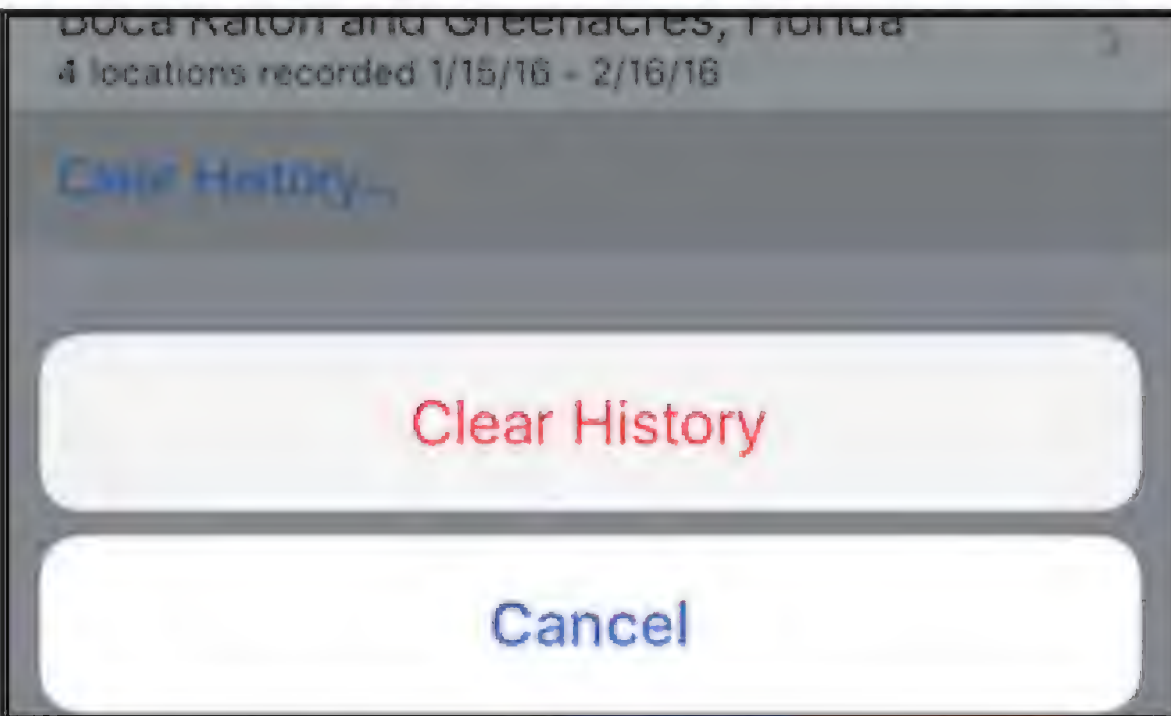 Boca Raton and Greenacres, Florida
4 locations recorded 1/15/16 - 2/16/16
Clear History...
Clear History
Cancel